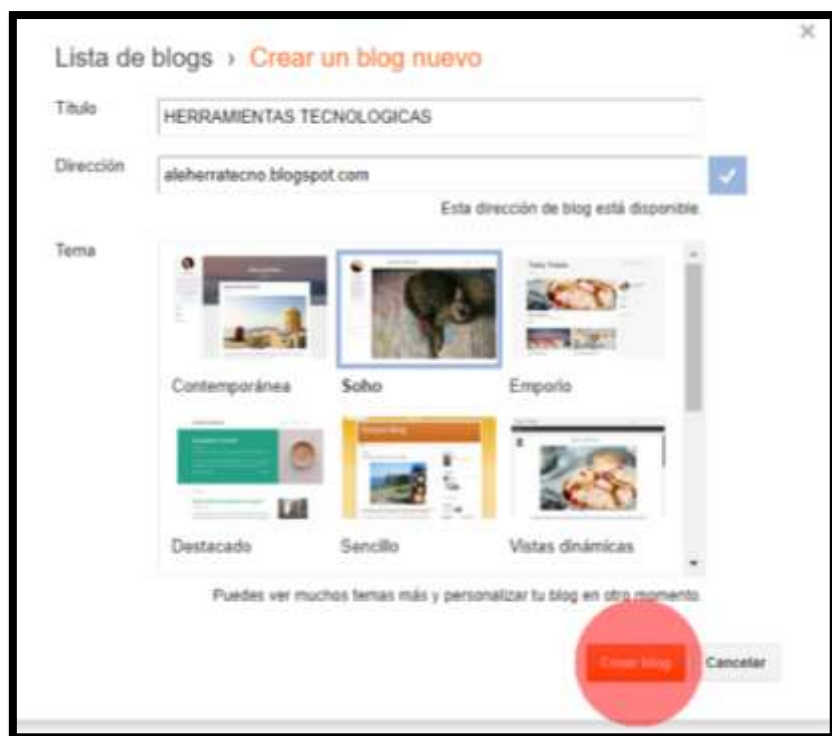 Lista de blogs › Crear un blog nuevo
Título
HERRAMIENTAS TECNOLOGICAS
Dirección
aleherratecno.blogspot.com
Esta dirección de blog está disponible.
Tema
Contemporánea Soho Emporio
Destacado Sencillo Vistas dinámicas
Puedes ver muchos temas más y personalizar tu blog en otro momento.
Crear blog Cancelar